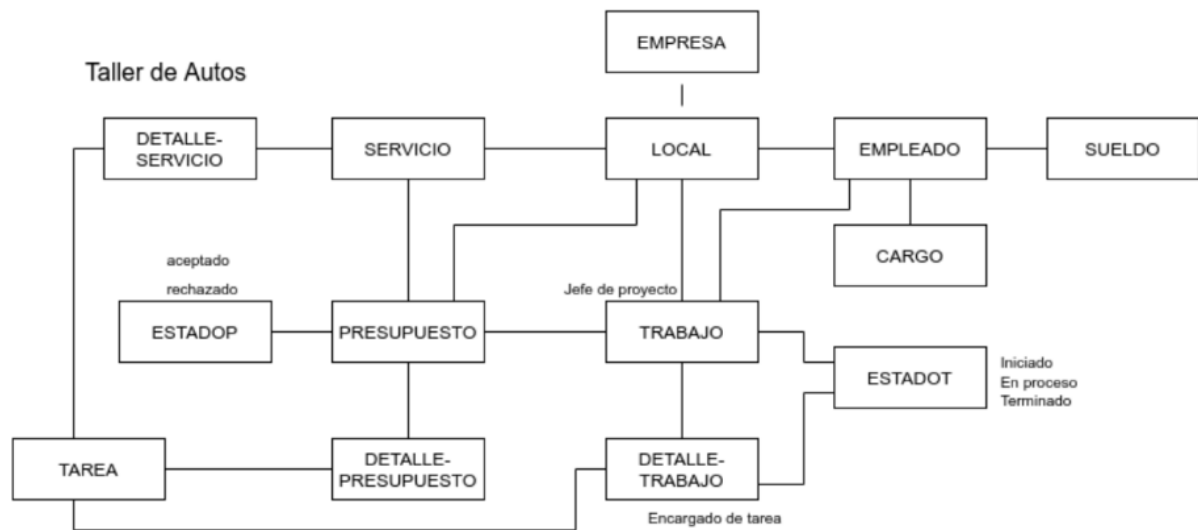 EMPRESA
Taller de Autos
DETALLE-
SERVICIO
SERVICIO
LOCAL
EMPLEADO
SUELDO
CARGO
aceptado
rechazado
Jefe de proyecto
ESTADOP
PRESUPUESTO
TRABAJO
ESTADOT
Iniciado
En proceso
Terminado
TAREA
DETALLE-
PRESUPUESTO
DETALLE-
TRABAJO
Encargado de tarea